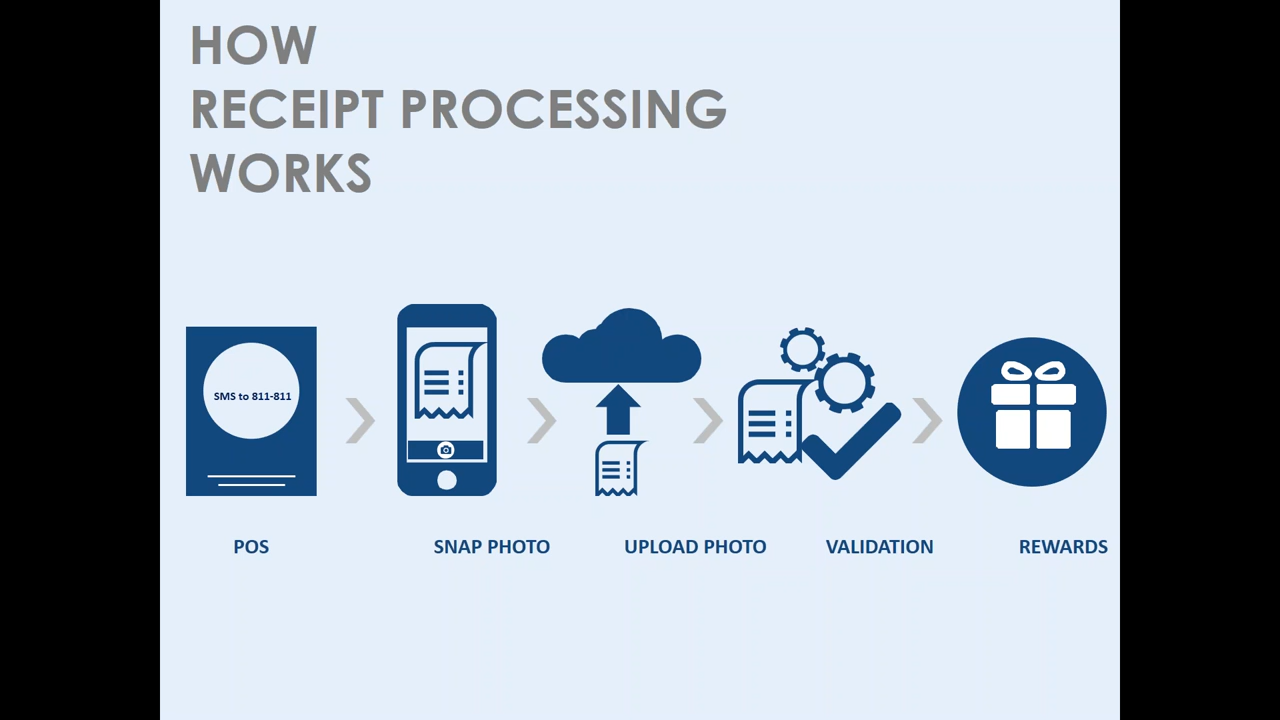 HOW
RECEIPT PROCESSING
WORKS
SMS to 811-811
POS
SNAP PHOTO
UPLOAD PHOTO
VALIDATION
REWARDS